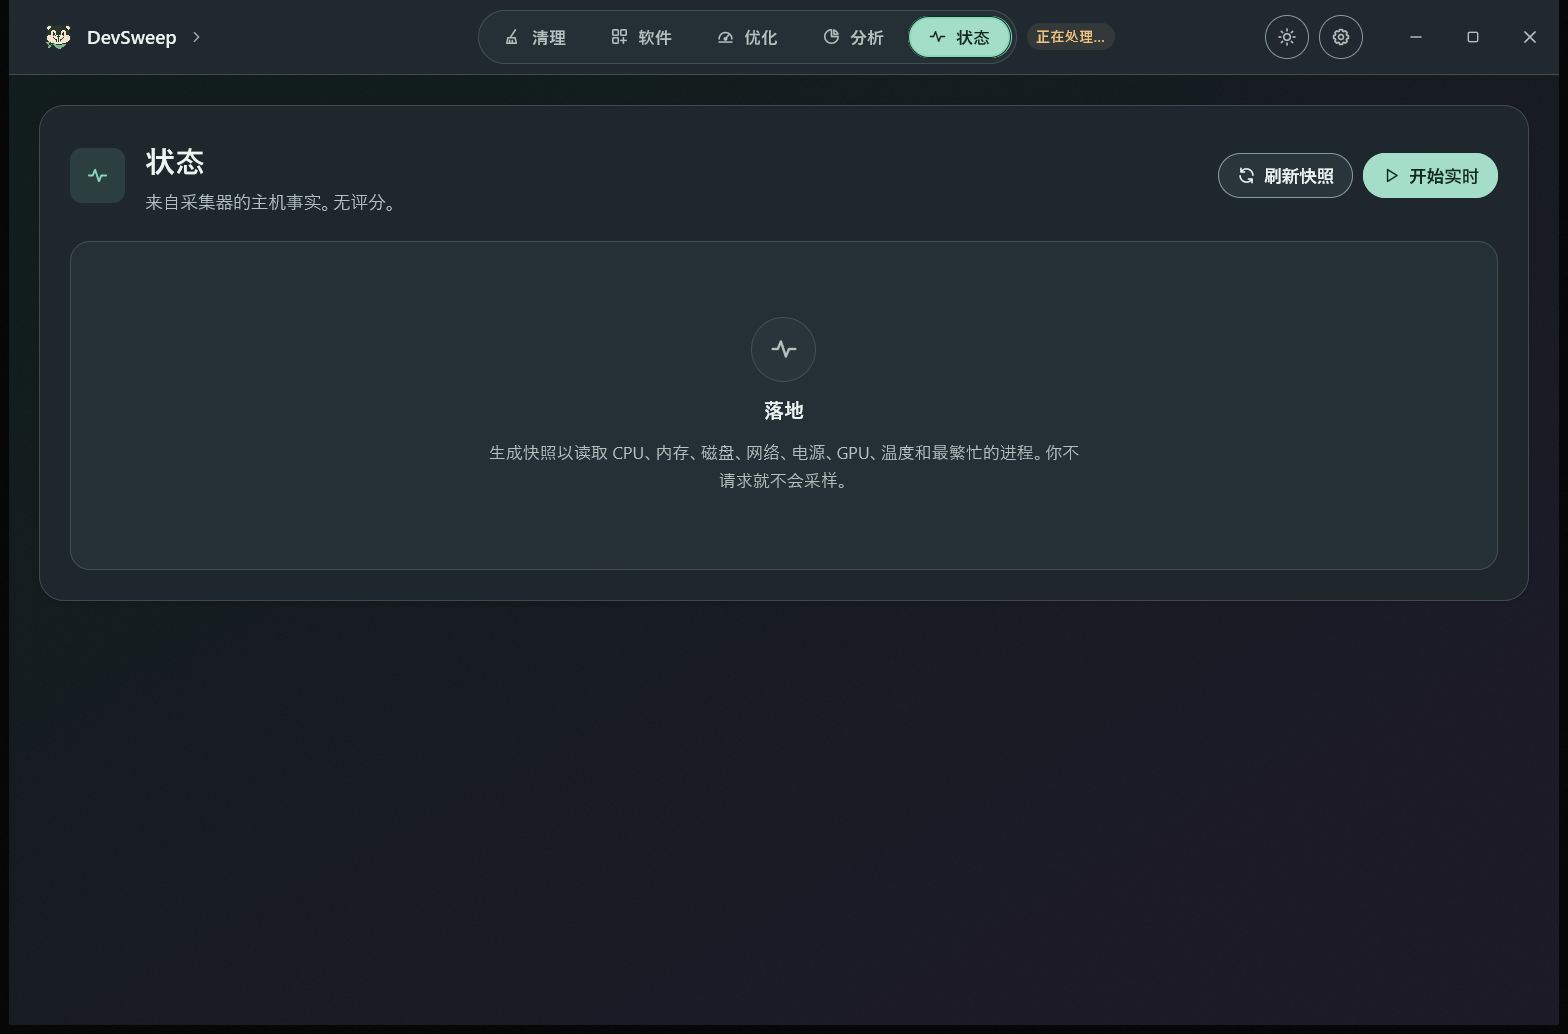 DevSweep
清理
软件
优化
分析
状态
正在处理...
状态
来自采集器的主机事实。无评分。
刷新快照
开始实时
落地
生成快照以读取 CPU、内存、磁盘、网络、电源、GPU、温度和最繁忙的进程。你不
请求就不会采样。